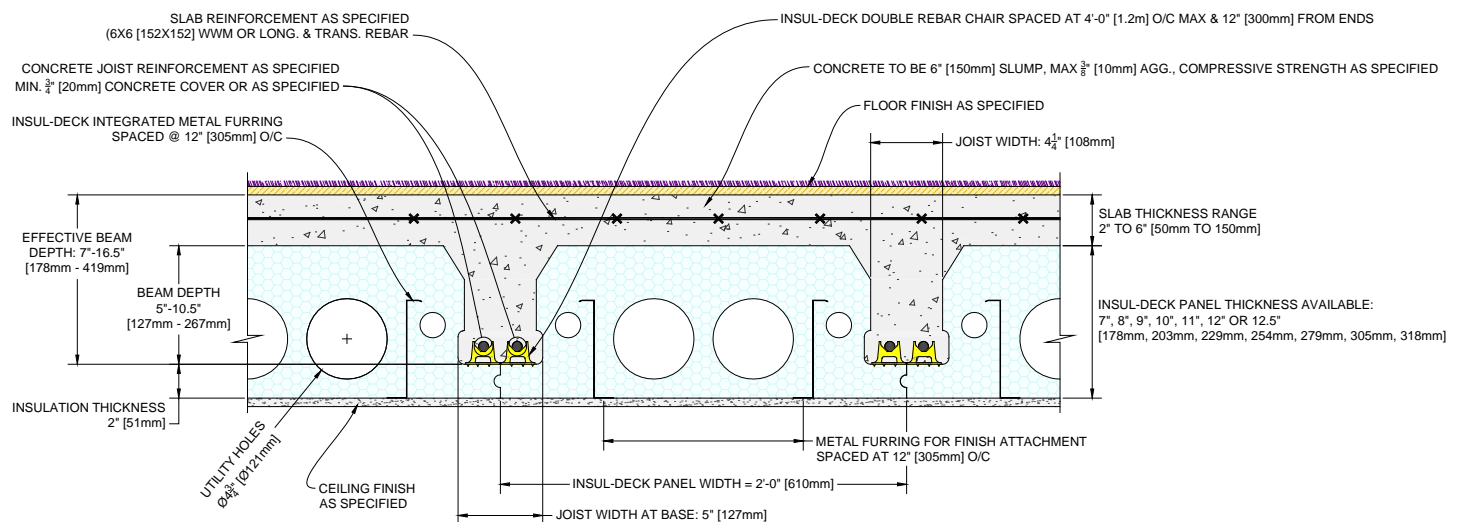 SLAB REINFORCEMENT AS SPECIFIED
(6X6 [152X152] WWM OR LONG. & TRANS. REBAR
CONCRETE JOIST REINFORCEMENT AS SPECIFIED
MIN. 3/4" [20mm] CONCRETE COVER OR AS SPECIFIED
INSUL-DECK INTEGRATED METAL FURRING
SPACED @ 12" [305mm] O/C
INSUL-DECK DOUBLE REBAR CHAIR SPACED AT 4'-0" [1.2m] O/C MAX & 12" [300mm] FROM ENDS
CONCRETE TO BE 6" [150mm] SLUMP, MAX 3/8" [10mm] AGG., COMPRESSIVE STRENGTH AS SPECIFIED
FLOOR FINISH AS SPECIFIED
JOIST WIDTH: 4 1/4" [108mm]
EFFECTIVE BEAM
DEPTH: 7"-16.5"
[178mm - 419mm]
BEAM DEPTH
5"-10.5"
[127mm - 267mm]
SLAB THICKNESS RANGE
2" TO 6" [50mm TO 150mm]
INSUL-DECK PANEL THICKNESS AVAILABLE:
7", 8", 9", 10", 11", 12" OR 12.5"
[178mm, 203mm, 229mm, 254mm, 279mm, 305mm, 318mm]
INSULATION THICKNESS
2" [51mm]
UTILITY HOLES
Ø4 3/4" [Ø121mm]
CEILING FINISH
AS SPECIFIED
METAL FURRING FOR FINISH ATTACHMENT
SPACED AT 12" [305mm] O/C
INSUL-DECK PANEL WIDTH = 2'-0" [610mm]
JOIST WIDTH AT BASE: 5" [127mm]